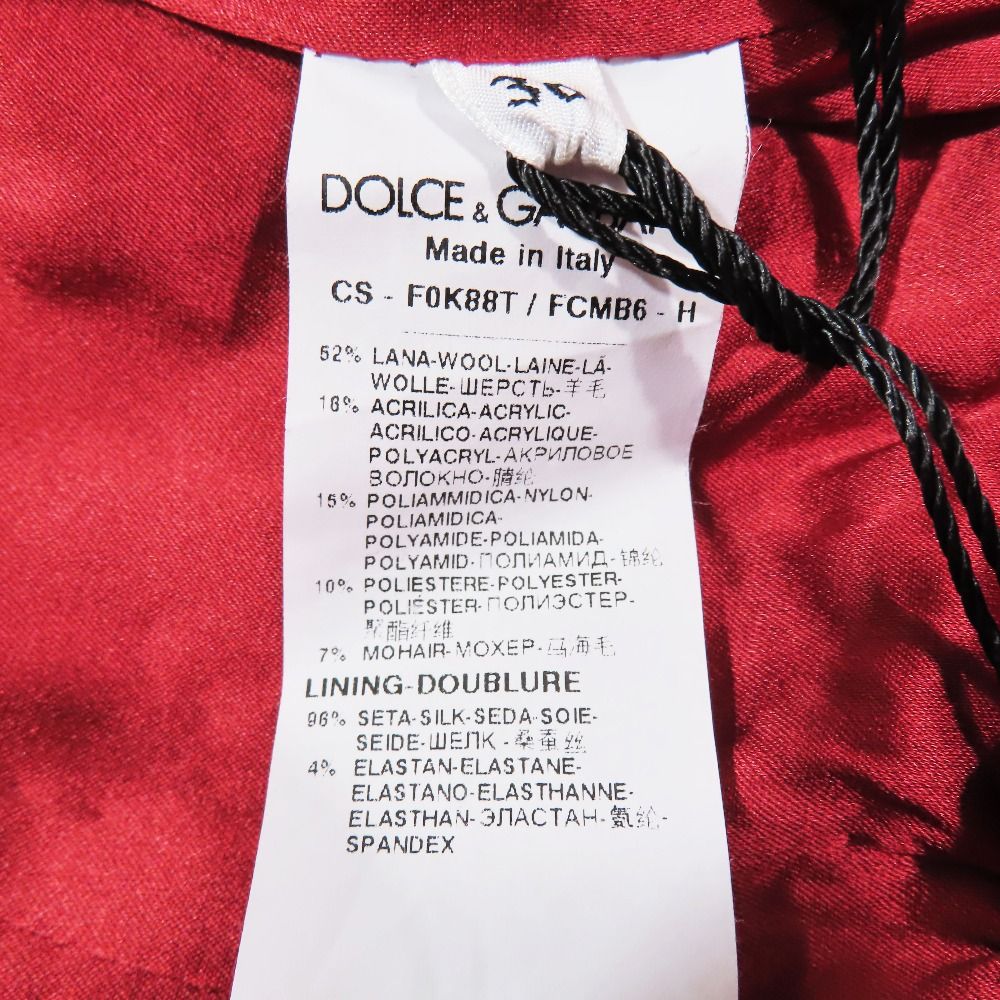 DOLCE &
Made in Italy
CS - F0K88T / FCMB6 - H
52% LANA-WOOL-LAINE-LÃ-
WOLLE-ШЕРСТЬ-羊毛
16% ACRILICA-ACRYLIC-
ACRILICO-ACRYLIQUE-
POLYACRYL-АКРИЛОВОЕ
ВОЛОКНО-腈纶
15% POLIAMMIDICA-NYLON-
POLIAMIDICA-
POLYAMIDE-POLIAMIDA-
POLYAMID-ПОЛИАМИД-锦纶
10% POLIESTERE-POLYESTER-
POLIÉSTER-ПОЛИЭСТЕР-
聚酯纤维
7% MOHAIR-МОХЕР-马海毛
LINING-DOUBLURE
96% SETA-SILK-SEDA-SOIE-
SEIDE-ШЕЛК-桑蚕丝
4% ELASTAN-ELASTANE-
ELASTANO-ELASTHANNE-
ELASTHAN-ЭЛАСТАН-氨纶-
SPANDEX